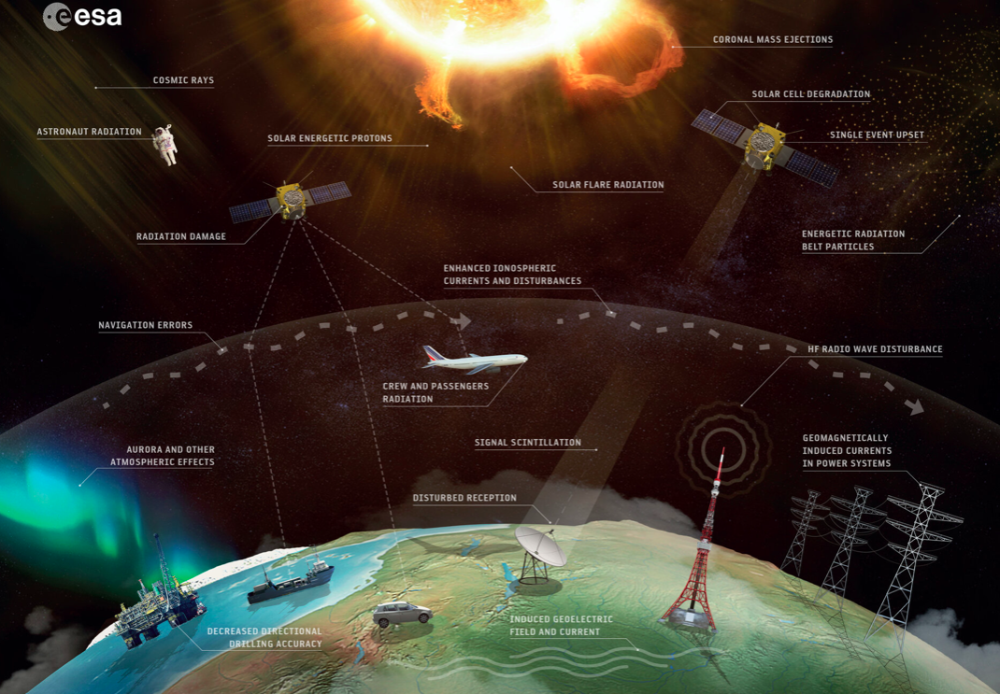 esa
CORONAL MASS EJECTIONS
COSMIC RAYS
SOLAR CELL DEGRADATION
ASTRONAUT RADIATION
SOLAR ENERGETIC PROTONS
SINGLE EVENT UPSET
SOLAR FLARE RADIATION
RADIATION DAMAGE
ENERGETIC RADIATION
BELT PARTICLES
ENHANCED IONOSPHERIC
CURRENTS AND DISTURBANCES
NAVIGATION ERRORS
HF RADIO WAVE DISTURBANCE
CREW AND PASSENGERS
RADIATION
SIGNAL SCINTILLATION
GEOMAGNETICALLY
INDUCED CURRENTS
IN POWER SYSTEMS
AURORA AND OTHER
ATMOSPHERIC EFFECTS
DISTURBED RECEPTION
INDUCED GEOELECTRIC
FIELD AND CURRENT
DECREASED DIRECTIONAL
DRILLING ACCURACY